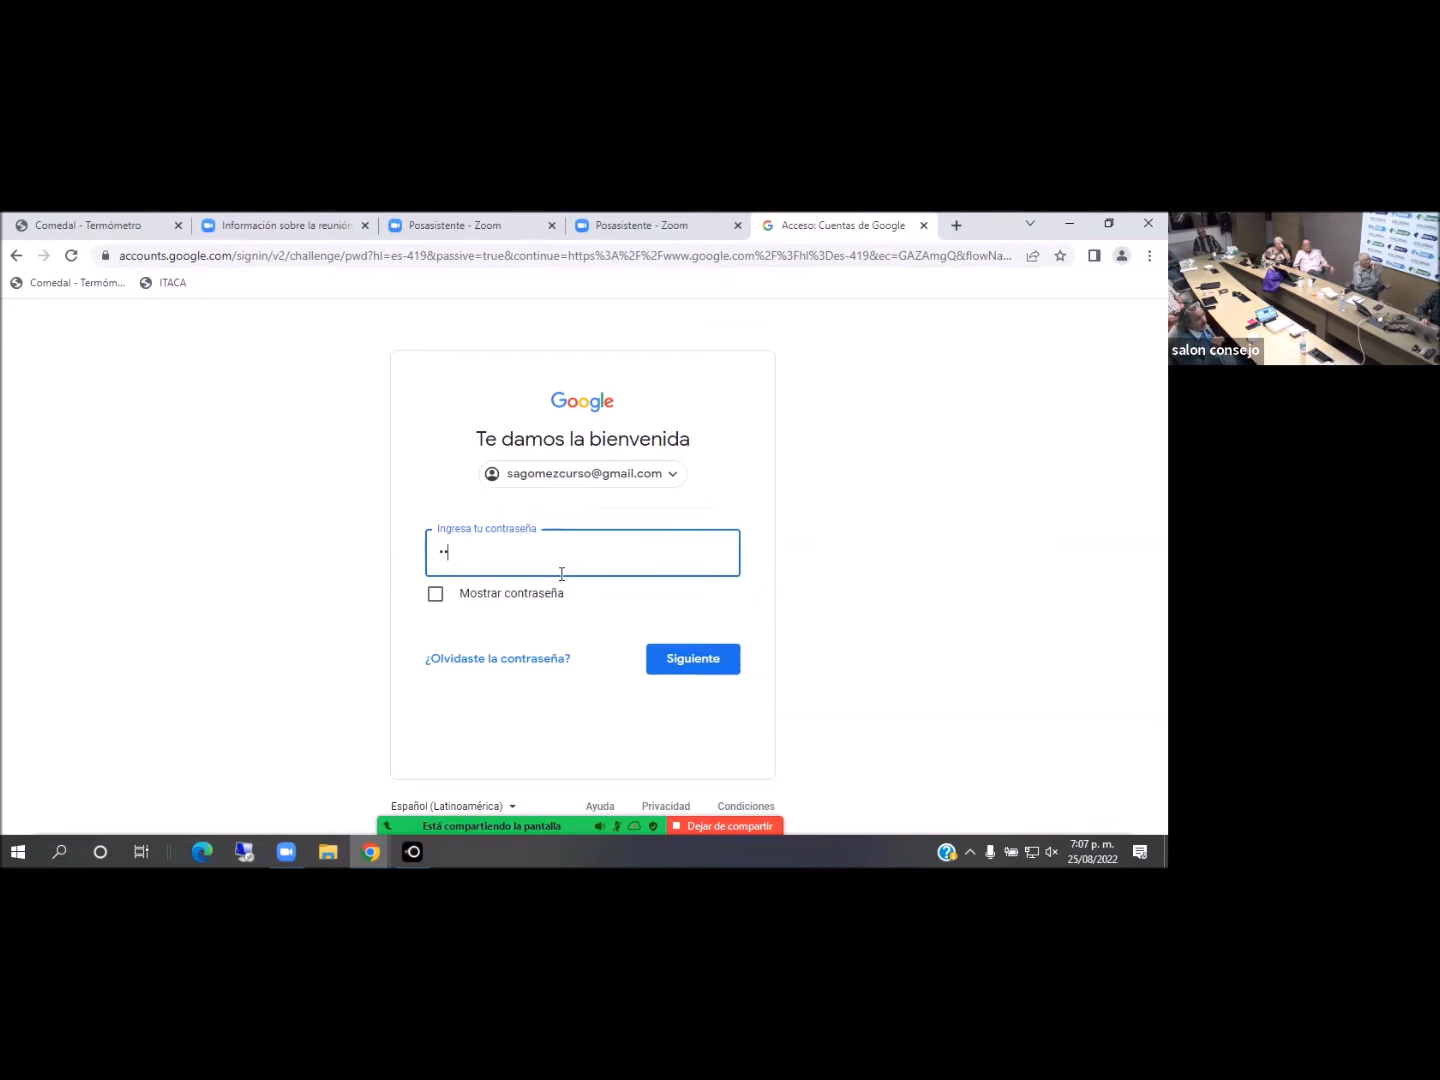 Comedal - Termómetro
Información sobre la reunión
Posasistente - Zoom
Posasistente - Zoom
Acceso: Cuentas de Google
accounts.google.com/signin/v2/challenge/pwd?hl=es-419&passive=true&continue=https%3A%2F%2Fwww.google.com%2F%3Fhl%3Des-419&ec=GAZAmgQ&flowNa...
Comedal - Termóm...
ITACA
salon consejo
Google
Te damos la bienvenida
sagomezcurso@gmail.com
Ingresa tu contraseña
••
Mostrar contraseña
¿Olvidaste la contraseña?
Siguiente
Español (Latinoamérica)
Ayuda
Privacidad
Condiciones
Está compartiendo la pantalla
Dejar de compartir
7:07 p. m.
25/08/2022